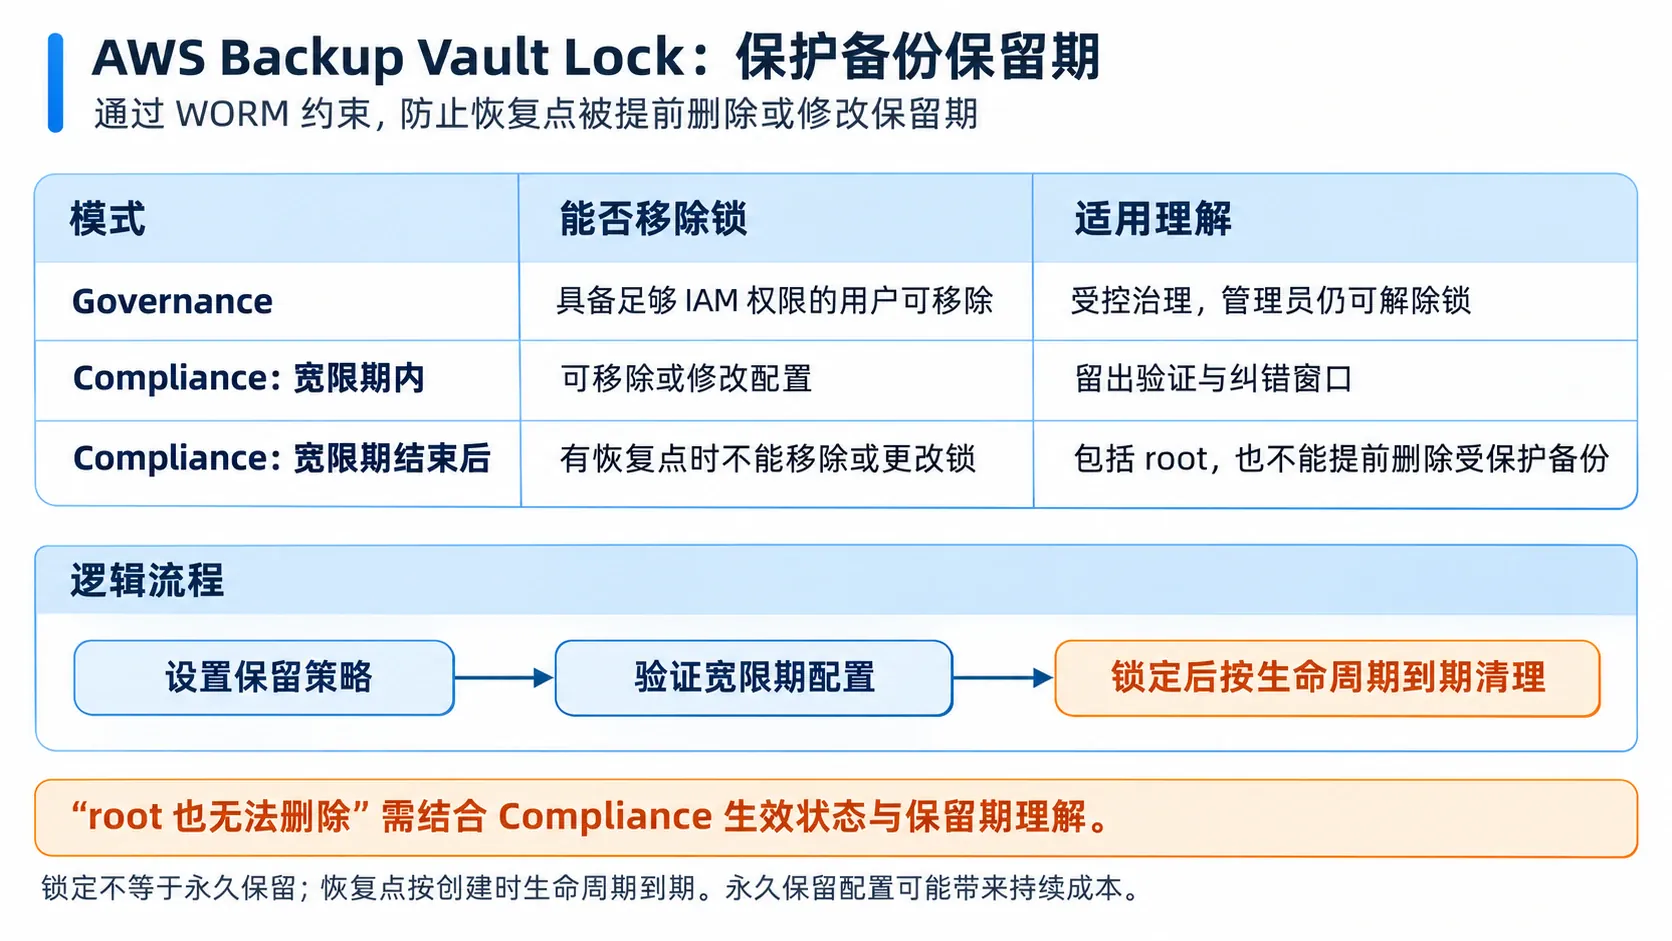 AWS Backup Vault Lock：保护备份保留期
通过 WORM 约束，防止恢复点被提前删除或修改保留期
模式 能否移除锁 适用理解
Governance 具备足够 IAM 权限的用户可移除 受控治理，管理员仍可解除锁
Compliance：宽限期内 可移除或修改配置 留出验证与纠错窗口
Compliance：宽限期结束后 有恢复点时不能移除或更改锁 包括 root，也不能提前删除受保护备份
逻辑流程
设置保留策略 验证宽限期配置 锁定后按生命周期到期清理
“root 也无法删除”需结合 Compliance 生效状态与保留期理解。
锁定不等于永久保留；恢复点按创建时生命周期到期。永久保留配置可能带来持续成本。